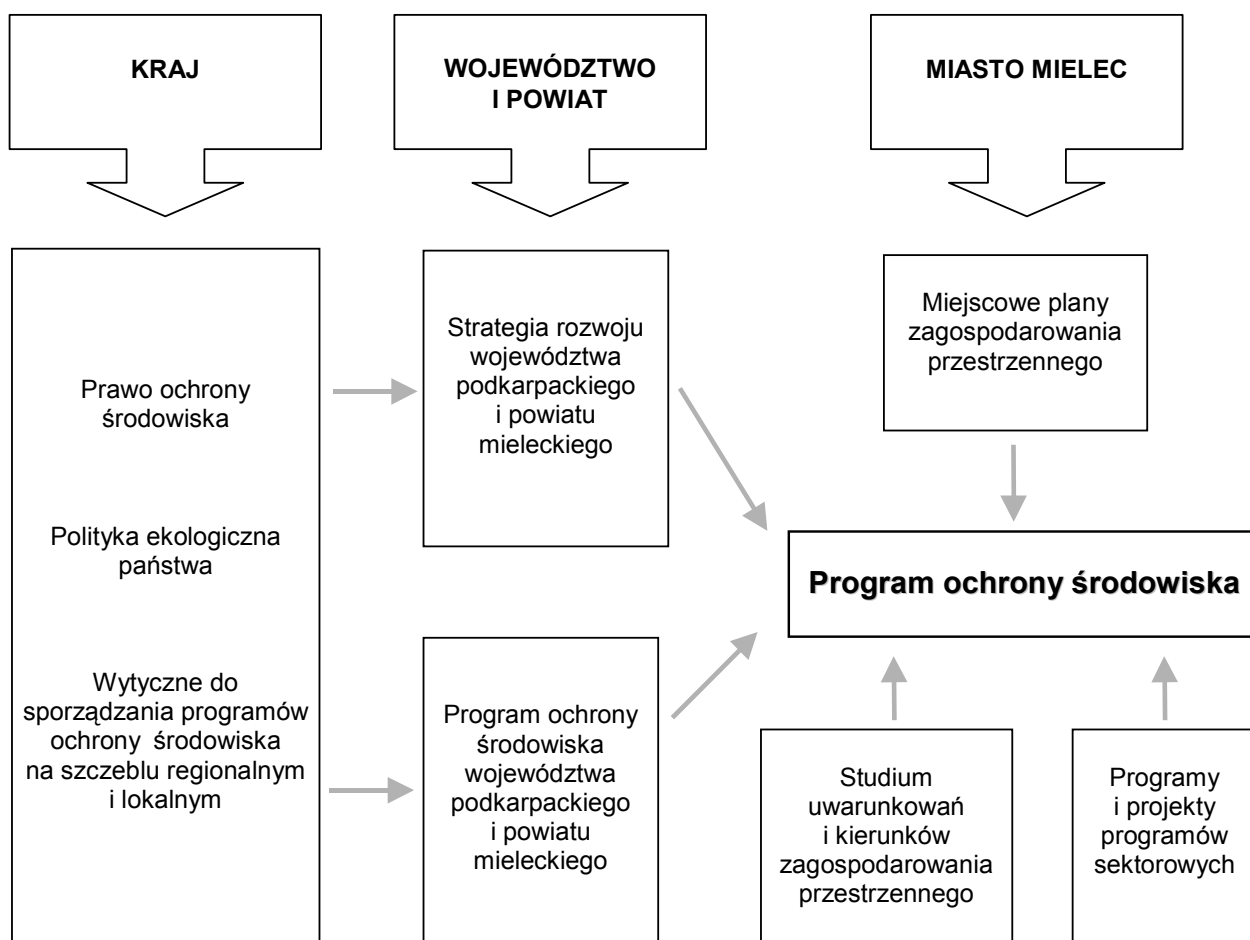 KRAJ
WOJEWÓDZTWO
I POWIAT
MIASTO MIELEC
Prawo ochrony
środowiska
Polityka ekologiczna
państwa
Wytyczne do
sporządzania programów
ochrony środowiska
na szczeblu regionalnym
i lokalnym
Strategia rozwoju
województwa
podkarpackiego
i powiatu
mieleckiego
Program ochrony
środowiska
województwa
podkarpackiego
i powiatu
mieleckiego
Miejscowe plany
zagospodarowania
przestrzennego
Program ochrony środowiska
Studium
uwarunkowań
i kierunków
zagospodarowania
przestrzennego
Programy
i projekty
programów
sektorowych